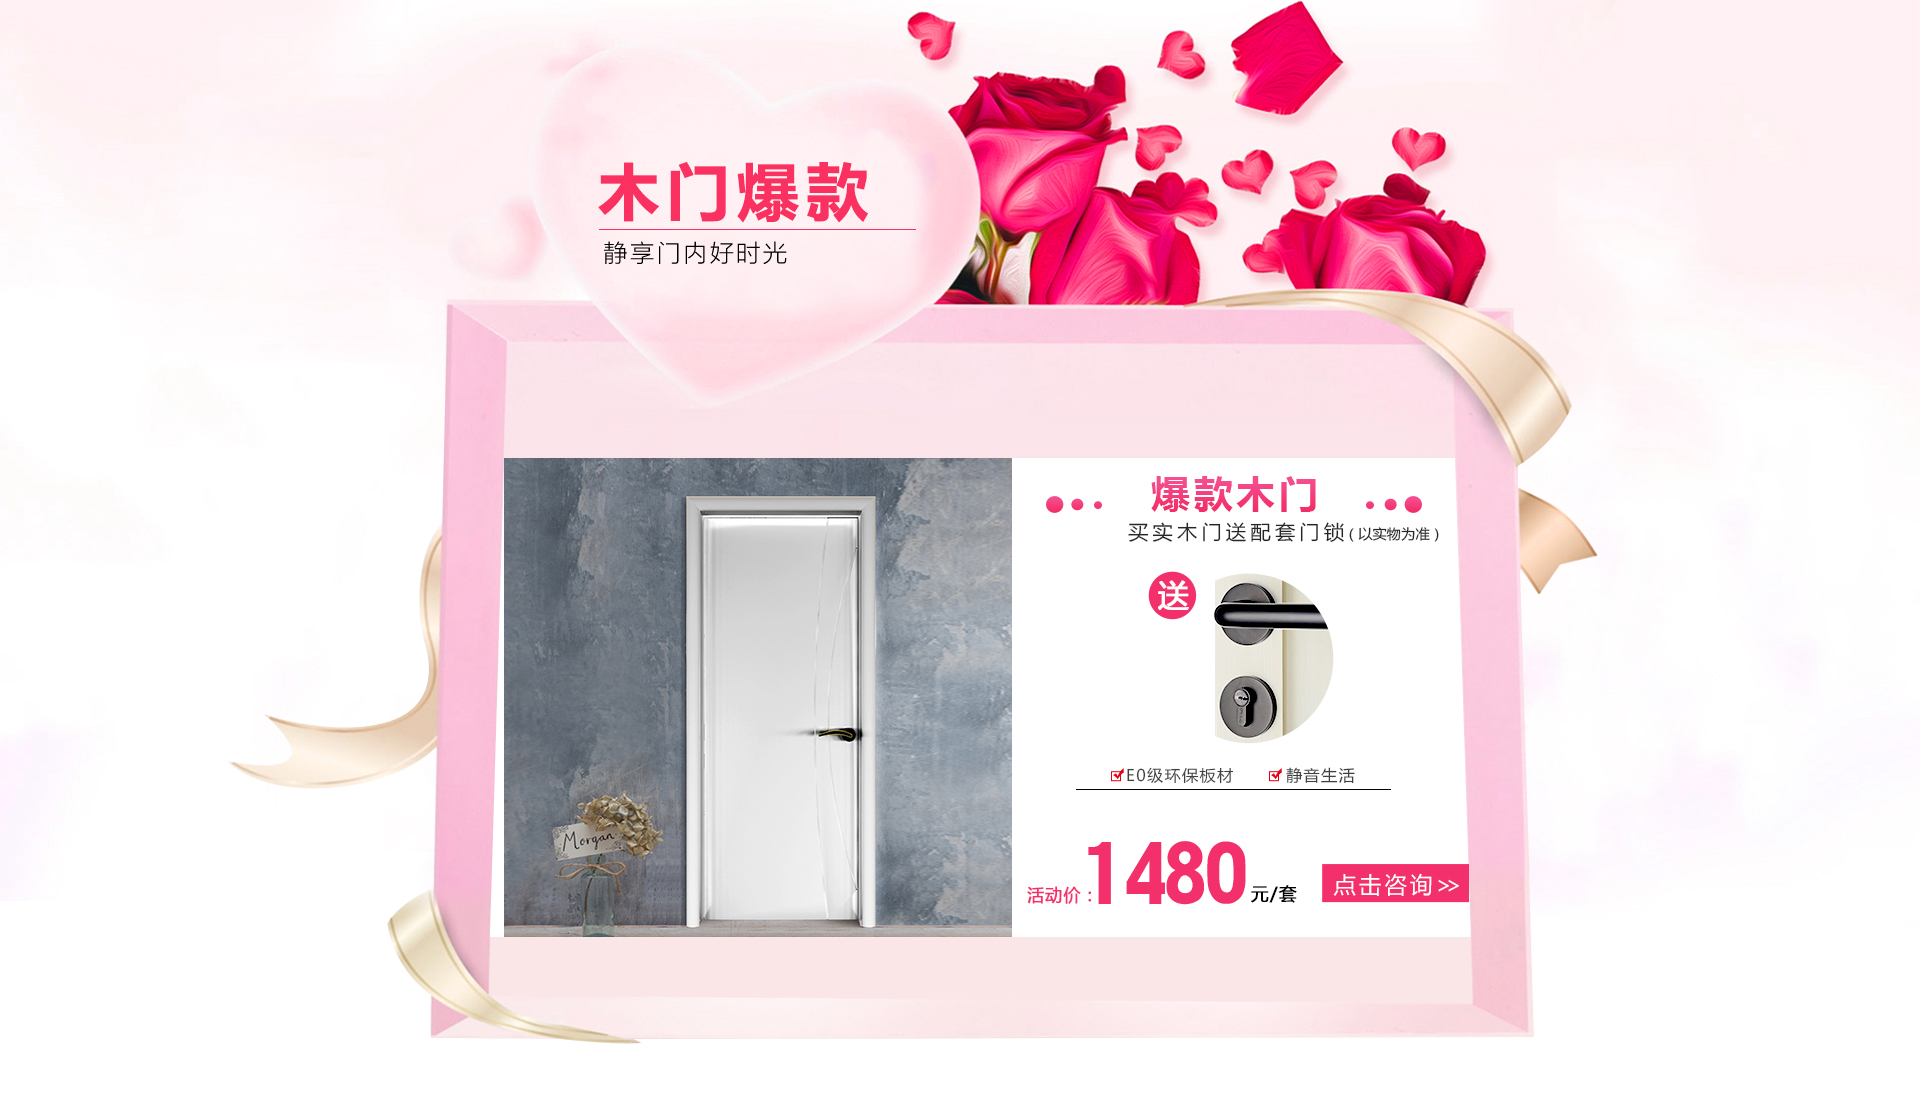 木门爆款
静享门内好时光
爆款木门
买实木门送配套门锁(以实物为准)
送
E0级环保板材 静音生活
Morgan
活动价:1480元/套
点击咨询>>